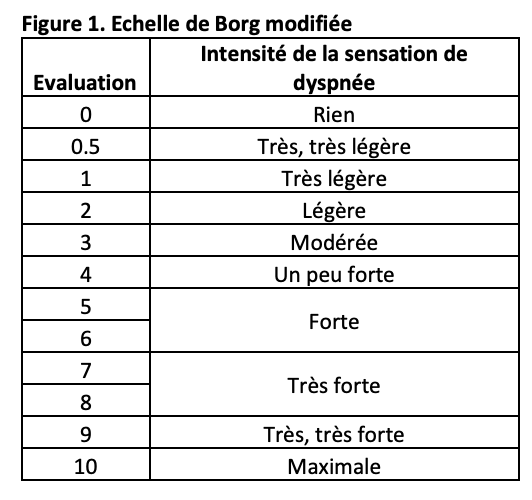 Figure 1. Echelle de Borg modifiée
Evaluation
Intensité de la sensation de
dyspnée
0
Rien
0.5
Très, très légère
1
Très légère
2
Légère
3
Modérée
4
Un peu forte
5
6
Forte
7
8
Très forte
9
Très, très forte
10
Maximale